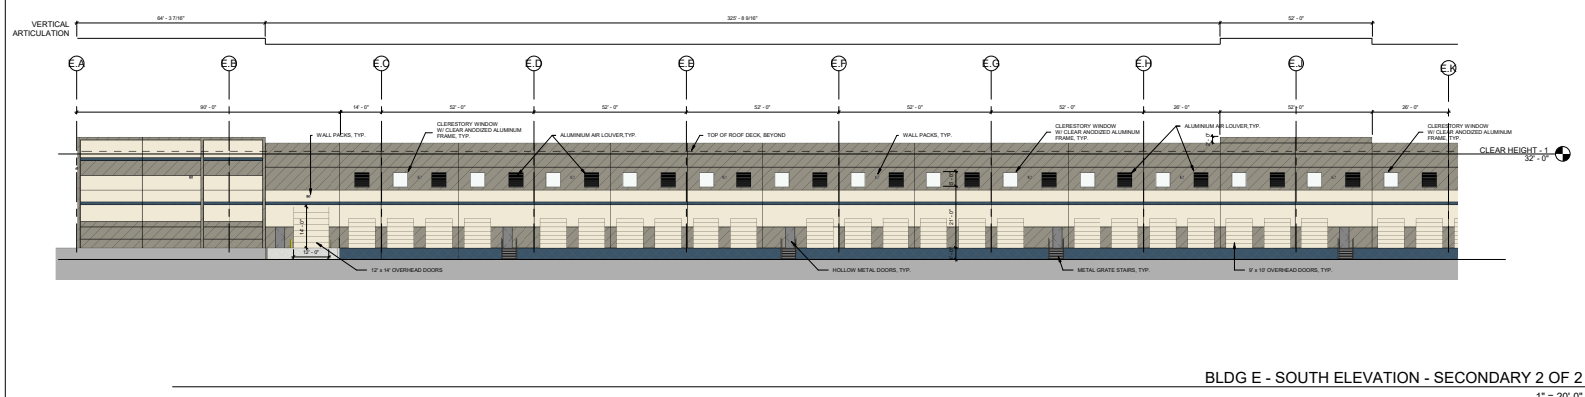 VERTICAL
ARTICULATION
64' - 3 7/16"
325' - 8 9/16"
52' - 0"
E.A
E.B
E.C
E.D
E.E
E.F
E.G
E.H
E.J
E.K
90' - 0"
14' - 0"
52' - 0"
52' - 0"
52' - 0"
52' - 0"
52' - 0"
26' - 0"
52' - 0"
26' - 0"
WALL PACKS, TYP.
CLERESTORY WINDOW
W/ CLEAR ANODIZED ALUMINUM
FRAME, TYP.
ALUMINIUM AIR LOUVER,TYP.
TOP OF ROOF DECK, BEYOND
WALL PACKS, TYP.
CLERESTORY WINDOW
W/ CLEAR ANODIZED ALUMINUM
FRAME, TYP.
ALUMINIUM AIR LOUVER,TYP.
CLERESTORY WINDOW
W/ CLEAR ANODIZED ALUMINUM
FRAME, TYP.
CLEAR HEIGHT - 1
32' - 0"
14' - 0"
12' - 0"
21' - 0"
12' x 14' OVERHEAD DOORS
HOLLOW METAL DOORS, TYP.
METAL GRATE STAIRS, TYP.
9' x 10' OVERHEAD DOORS, TYP.
BLDG E - SOUTH ELEVATION - SECONDARY 2 OF 2
1" = 20'-0"